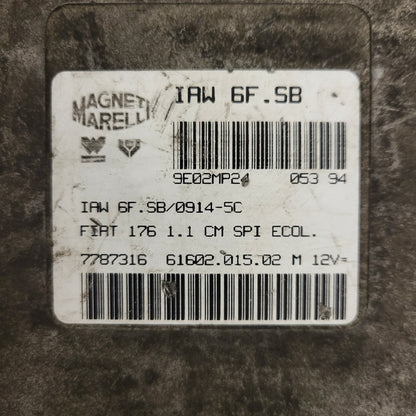 MAGNETI
MARELLI
IAW 6F.SB
9E02MP24 053 94
IAW 6F.SB/0914-5C
FIAT 176 1.1 CM SPI ECOL.
7787316 61602.015.02 M 12V=